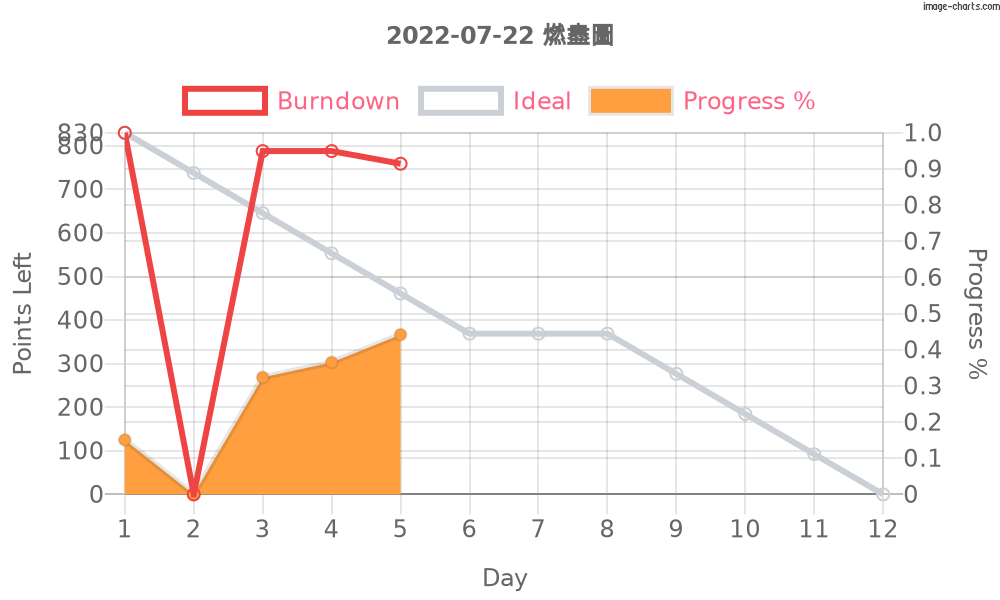 image-charts.com
2022-07-22 燃盡圖
Burndown Ideal Progress %
830 1.0
800 0.9
700 0.8
600 0.7
500 0.6
400 0.5
300 0.4
200 0.3
100 0.2
0 0.1
0
Points Left
Progress %
1 2 3 4 5 6 7 8 9 10 11 12
Day